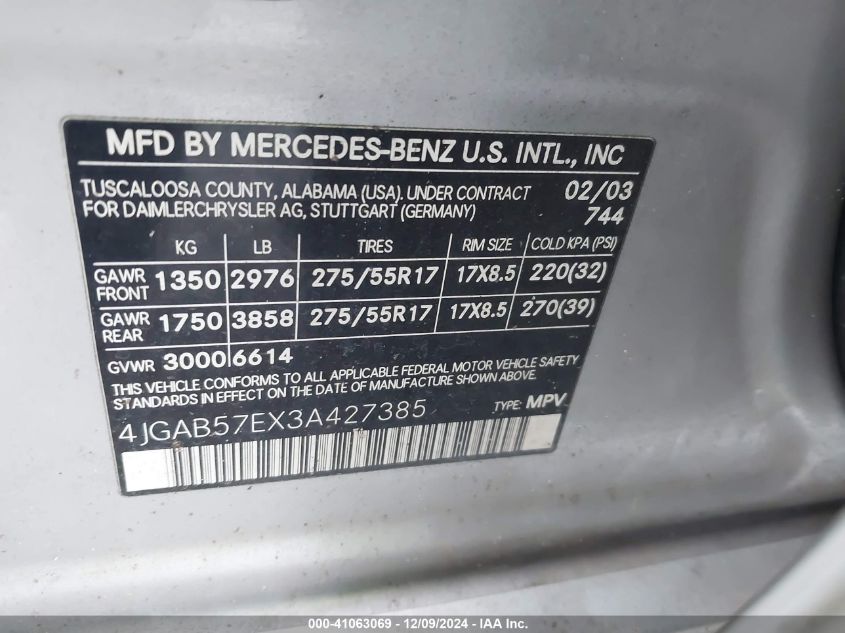 MFD BY MERCEDES-BENZ U.S. INTL., INC
TUSCALOOSA COUNTY, ALABAMA (USA). UNDER CONTRACT 02/03
FOR DAIMLERCHRYSLER AG, STUTTGART (GERMANY) 744
KG LB TIRES RIM SIZE COLD KPA (PSI)
GAWR FRONT 1350 2976 275/55R17 17X8.5 220(32)
GAWR REAR 1750 3858 275/55R17 17X8.5 270(39)
GVWR 3000 6614
THIS VEHICLE CONFORMS TO ALL APPLICABLE FEDERAL MOTOR VEHICLE SAFETY
STANDARDS IN EFFECT ON THE DATE OF MANUFACTURE SHOWN ABOVE.
4JGAB57EX3A427385 TYPE: MPV
000-41063069 - 12/09/2024 - IAA Inc.